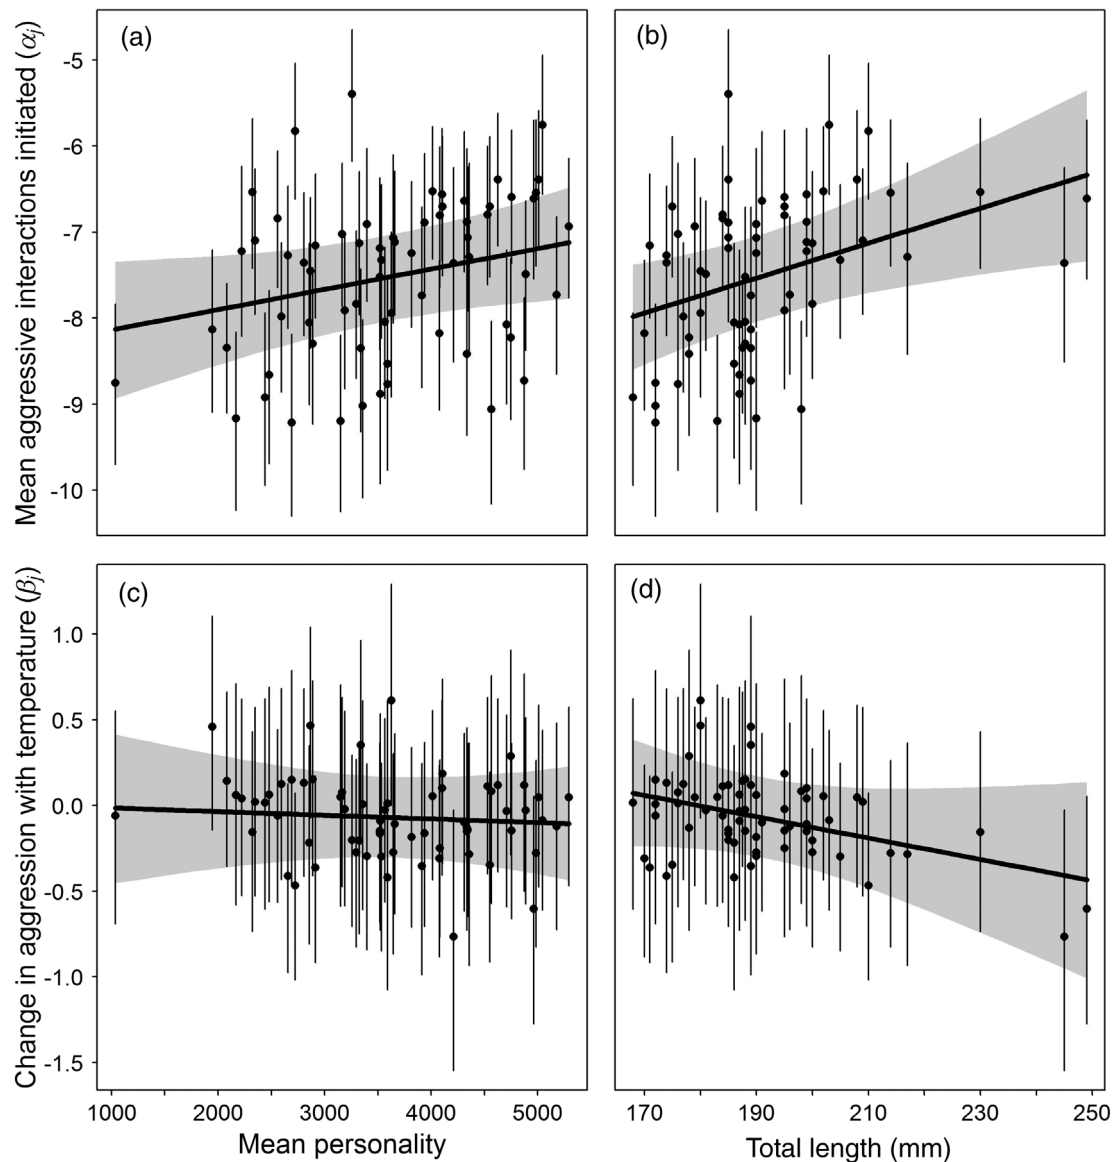 Mean aggressive interactions initiated (αj)
(a)
(b)
-5
-6
-7
-8
-9
-10
Change in aggression with temperature (βj)
(c)
(d)
1.0
0.5
0.0
-0.5
-1.0
-1.5
1000 2000 3000 4000 5000
170 190 210 230 250
Mean personality
Total length (mm)